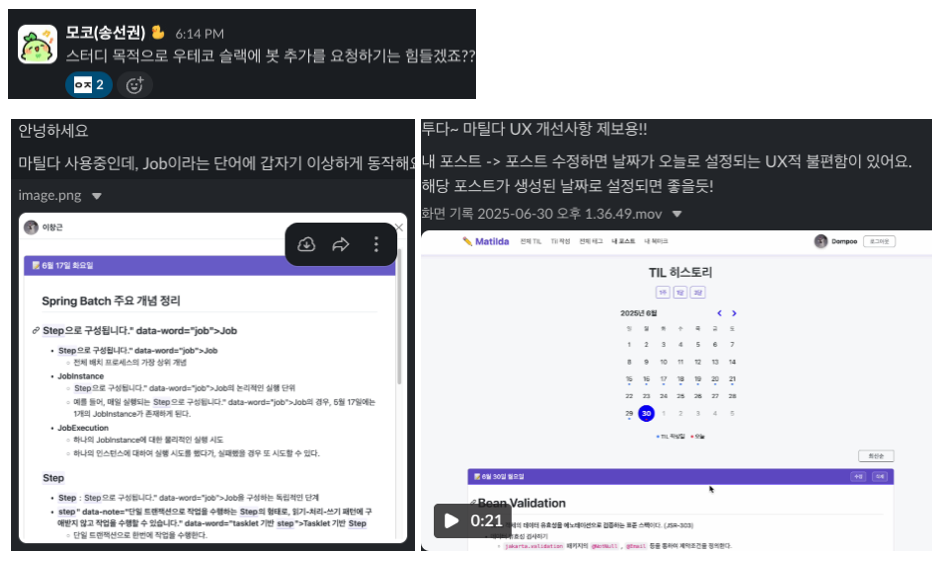 모코(송선권) 6:14 PM
스터디 목적으로 우테코 슬랙에 봇 추가를 요청하기는 힘들겠죠??
ㅇㅈ 2
안녕하세요
마틸다 사용중인데, Job이라는 단어에 갑자기 이상하게 동작해요
image.png
이창근
6월 17일 화요일
Spring Batch 주요 개념 정리
Step으로 구성됩니다." data-word="job">Job
Step으로 구성됩니다." data-word="job">Job
전체 배치 프로세스의 가장 상위 개념
JobInstance
Step으로 구성됩니다." data-word="job">Job의 논리적인 실행 단위
예를 들어, 매일 실행되는 Step으로 구성됩니다." data-word="job">Job의 경우, 5월 17일에는
1개의 JobInstance가 존재하게 된다.
JobExecution
하나의 JobInstance에 대한 물리적인 실행 시도
하나의 인스턴스에 대하여 실행 시도를 했다가, 실패했을 경우 또 시도할 수 있다.
Step
Step : Step으로 구성됩니다." data-word="job">Job을 구성하는 독립적인 단계
step" data-note="단일 트랜잭션으로 작업을 수행하는 Step의 형태로, 읽기-처리-쓰기 패턴에 구
애받지 않고 작업을 수행할 수 있습니다." data-word="tasklet 기반 step">Tasklet 기반 Step
단일 트랜잭션으로 한번에 작업을 수행한다.
투다~ 마틸다 UX 개선사항 제보용!!
내 포스트 -> 포스트 수정하면 날짜가 오늘로 설정되는 UX적 불편함이 있어요.
해당 포스트가 생성된 날짜로 설정되면 좋을듯!
화면 기록 2025-06-30 오후 1.36.49.mov
Matilda 전체 TIL TIL 작성 전체 태그 내 포스트 내 북마크 Dompoo 로그아웃
TIL 히스토리
2025년 6월
일 월 화 수 목 금 토
1 2 3 4 5 6 7
8 9 10 11 12 13 14
15 16 17 18 19 20 21
22 23 24 25 26 27 28
29 30 1 2 3 4 5
TIL 작성일 오늘
최신순
6월 30일 월요일 수정 삭제
Bean Validation
데이터 유효성을 애노테이션으로 검증하는 표준 스펙이다. (JSR-303)
유효성 검사하기
jakarta.validation 패키지의 @NotNull , @Email 등을 통하여 제약조건을 정의한다.
0:21